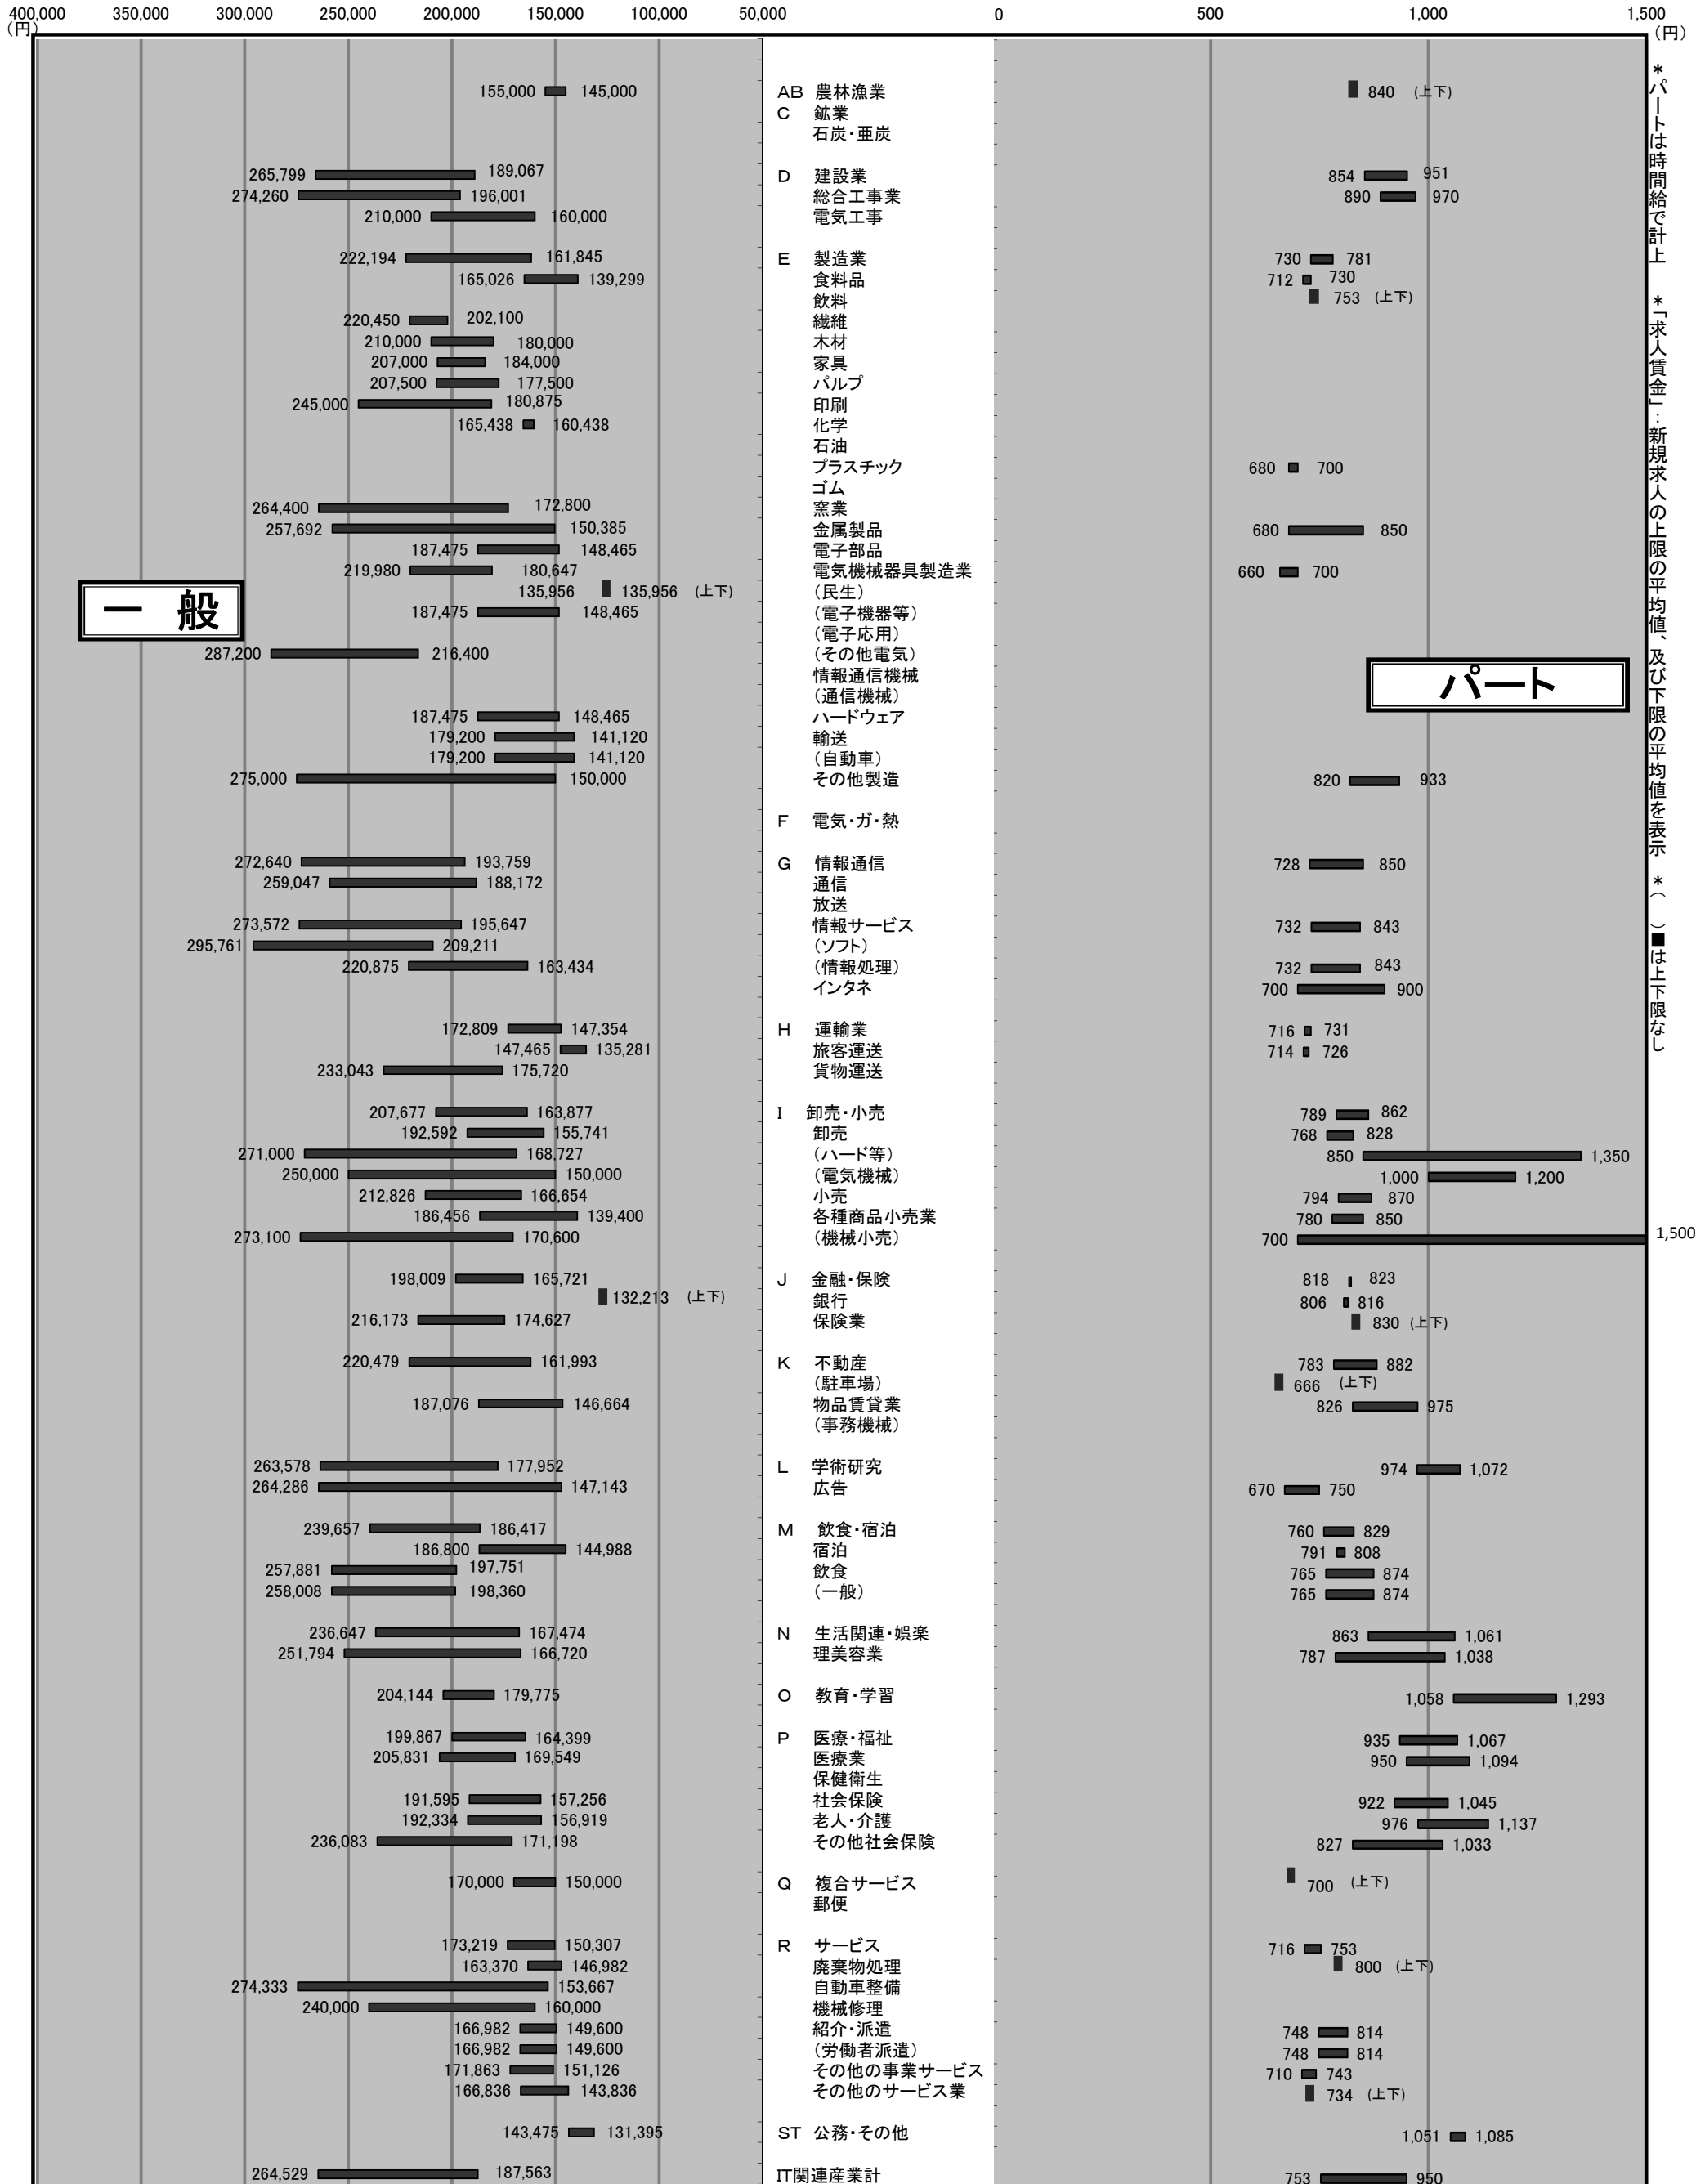 400,000 350,000 300,000 250,000 200,000 150,000 100,000 50,000 0 500 1,000 1,500
(円) (円)
155,000 145,000 AB 農林漁業 840 (上下)
C 鉱業
石炭・亜炭
265,799 189,067 D 建設業 854 951
274,260 196,001 総合工事業 890 970
210,000 160,000 電気工事
222,194 161,845 E 製造業 730 781
165,026 139,299 食料品 712 730
飲料 753 (上下)
220,450 202,100 繊維
210,000 180,000 木材
207,000 184,000 家具
207,500 177,500 パルプ
245,000 180,875 印刷
165,438 160,438 化学
石油
プラスチック 680 700
ゴム
264,400 172,800 窯業
257,692 150,385 金属製品 680 850
187,475 148,465 電子部品
219,980 180,647 電気機械器具製造業 660 700
135,956 135,956 (上下) (民生)
一 般
187,475 148,465 (電子機器等)
(電子応用)
287,200 216,400 (その他電気)
情報通信機械
パート
(通信機械)
187,475 148,465 ハードウェア
179,200 141,120 輸送
179,200 141,120 (自動車)
275,000 150,000 その他製造 820 933
F 電気・ガ・熱
272,640 193,759 G 情報通信 728 850
259,047 188,172 通信
放送
273,572 195,647 情報サービス 732 843
295,761 209,211 (ソフト)
220,875 163,434 (情報処理) 732 843
インタネ 700 900
172,809 147,354 H 運輸業 716 731
147,465 135,281 旅客運送 714 726
233,043 175,720 貨物運送
207,677 163,877 I 卸売・小売 789 862
192,592 155,741 卸売 768 828
271,000 168,727 (ハード等) 850 1,350
250,000 150,000 (電気機械) 1,000 1,200
212,826 166,654 小売 794 870
186,456 139,400 各種商品小売業 780 850
273,100 170,600 (機械小売) 700 1,500
198,009 165,721 J 金融・保険 818 823
132,213 (上下) 銀行 806 816
216,173 174,627 保険業 830 (上下)
220,479 161,993 K 不動産 783 882
(駐車場) 666 (上下)
187,076 146,664 物品賃貸業 826 975
(事務機械)
263,578 177,952 L 学術研究 974 1,072
264,286 147,143 広告 670 750
239,657 186,417 M 飲食・宿泊 760 829
186,800 144,988 宿泊 791 808
257,881 197,751 飲食 765 874
258,008 198,360 (一般) 765 874
236,647 167,474 N 生活関連・娯楽 863 1,061
251,794 166,720 理美容業 787 1,038
204,144 179,775 O 教育・学習 1,058 1,293
199,867 164,399 P 医療・福祉 935 1,067
205,831 169,549 医療業 950 1,094
保健衛生
191,595 157,256 社会保険 922 1,045
192,334 156,919 老人・介護 976 1,137
236,083 171,198 その他社会保険 827 1,033
170,000 150,000 Q 複合サービス 700 (上下)
郵便
173,219 150,307 R サービス 716 753
163,370 146,982 廃棄物処理 800 (上下)
274,333 153,667 自動車整備
240,000 160,000 機械修理
166,982 149,600 紹介・派遣 748 814
166,982 149,600 (労働者派遣) 748 814
171,863 151,126 その他の事業サービス 710 743
166,836 143,836 その他のサービス業 734 (上下)
143,475 131,395 ST 公務・その他 1,051 1,085
264,529 187,563 IT関連産業計 753 950
*パートは時間給で計上 *「求人賃金」:新規求人の上限の平均値、及び下限の平均値を表示 *( )■は上下限なし